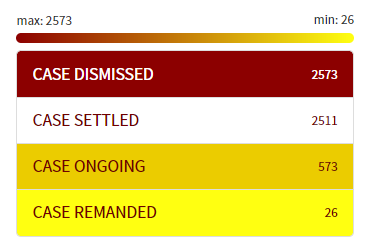 max: 2573 min: 26
CASE DISMISSED 2573
CASE SETTLED 2511
CASE ONGOING 573
CASE REMANDED 26